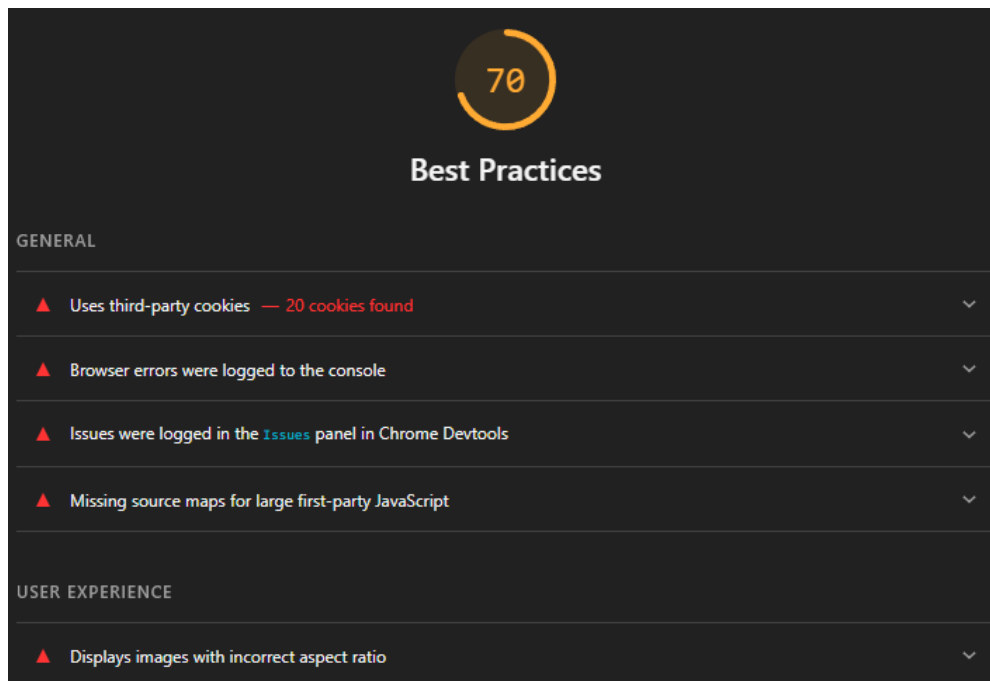 70
Best Practices
GENERAL
Uses third-party cookies — 20 cookies found
Browser errors were logged to the console
Issues were logged in the Issues panel in Chrome Devtools
Missing source maps for large first-party JavaScript
USER EXPERIENCE
Displays images with incorrect aspect ratio